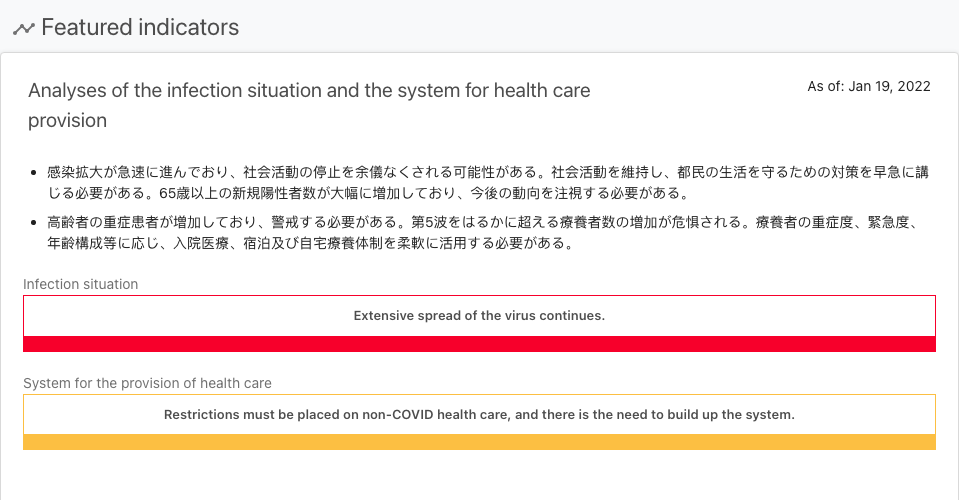 Featured indicators
Analyses of the infection situation and the system for health care
provision
As of: Jan 19, 2022
感染拡大が急速に進んでおり、社会活動の停止を余儀なくされる可能性がある。社会活動を維持し、都民の生活を守るための対策を早急に講
じる必要がある。65歳以上の新規陽性者数が大幅に増加しており、今後の動向を注視する必要がある。
高齢者の重症患者が増加しており、警戒する必要がある。第5波をはるかに超える療養者数の増加が危惧される。療養者の重症度、緊急度、
年齢構成等に応じ、入院医療、宿泊及び自宅療養体制を柔軟に活用する必要がある。
Infection situation
Extensive spread of the virus continues.
System for the provision of health care
Restrictions must be placed on non-COVID health care, and there is the need to build up the system.